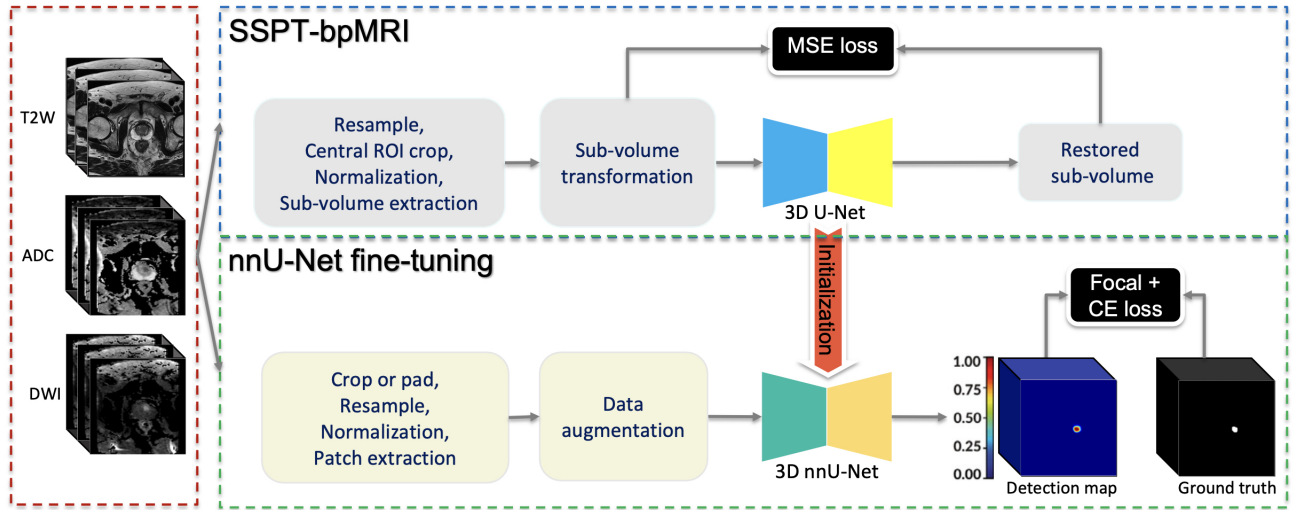 T2W
ADC
DWI
SSPT-bpMRI
MSE loss
Resample,
Central ROI crop,
Normalization,
Sub-volume extraction
Sub-volume
transformation
3D U-Net
Restored
sub-volume
Initialization
nnU-Net fine-tuning
Crop or pad,
Resample,
Normalization,
Patch extraction
Data
augmentation
3D nnU-Net
Focal +
CE loss
1.00
0.75
0.50
0.25
0.00
Detection map
Ground truth